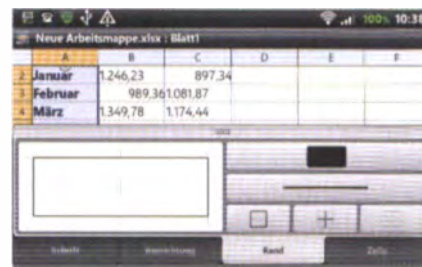 100% 10:38
Neue Arbeitsmappe.xlsx : Blatt1
A B C D E F
2 Januar 1.246,23 897,34
3 Februar 989,36 1.081,87
4 März 1.349,78 1.174,44
Rand Zelle